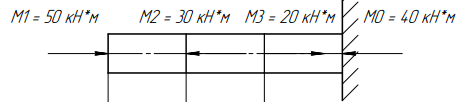 M1 = 50 кН*м M2 = 30 кН*м M3 = 20 кН*м M0 = 40 кН*м